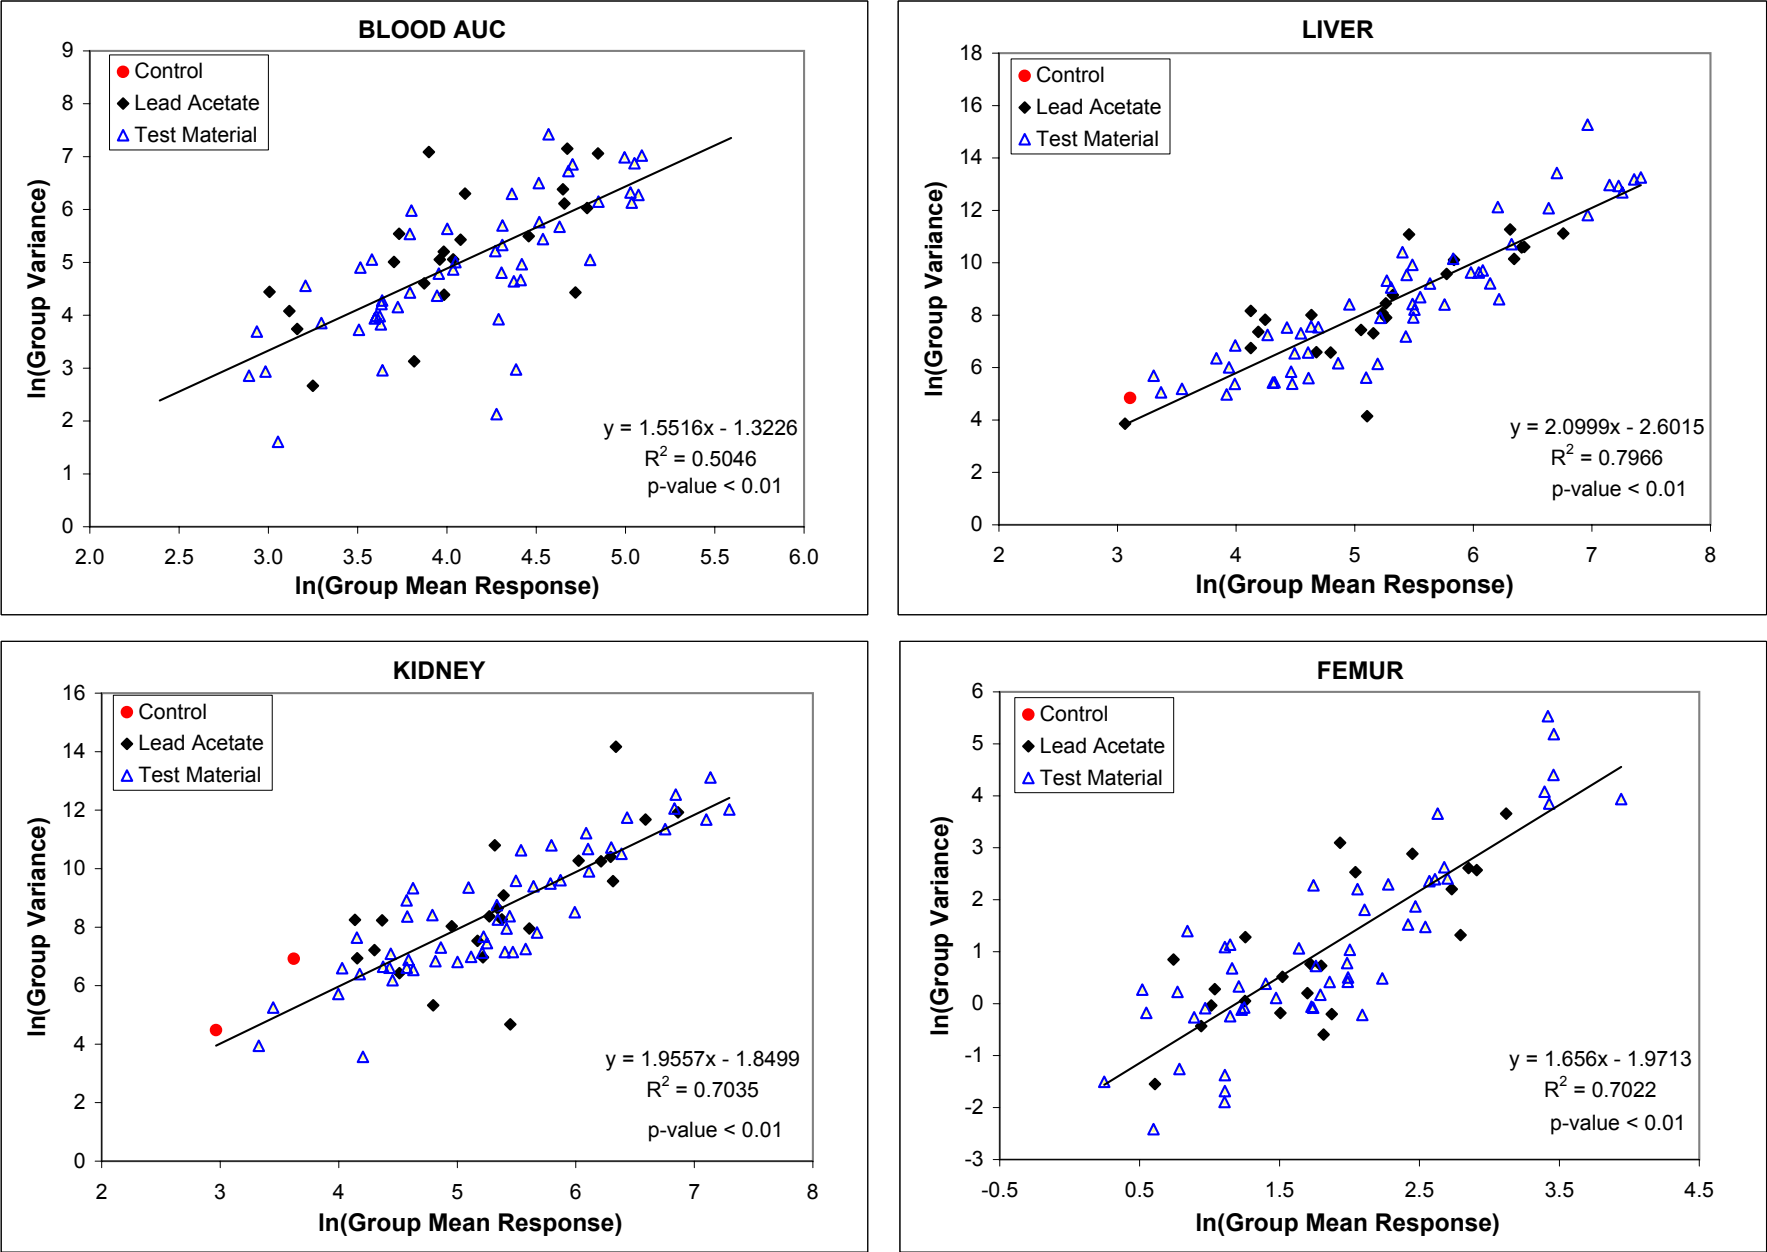 BLOOD AUC
9
8
7
6
5
4
3
2
1
0
Control
Lead Acetate
Test Material
ln(Group Variance)
y = 1.5516x - 1.3226
R² = 0.5046
p-value < 0.01
2.0 2.5 3.0 3.5 4.0 4.5 5.0 5.5 6.0
ln(Group Mean Response)
LIVER
18
16
14
12
10
8
6
4
2
0
Control
Lead Acetate
Test Material
ln(Group Variance)
y = 2.0999x - 2.6015
R² = 0.7966
p-value < 0.01
2 3 4 5 6 7 8
ln(Group Mean Response)
KIDNEY
16
14
12
10
8
6
4
2
0
Control
Lead Acetate
Test Material
ln(Group Variance)
y = 1.9557x - 1.8499
R² = 0.7035
p-value < 0.01
2 3 4 5 6 7 8
ln(Group Mean Response)
FEMUR
6
5
4
3
2
1
0
-1
-2
-3
Control
Lead Acetate
Test Material
ln(Group Variance)
y = 1.656x - 1.9713
R² = 0.7022
p-value < 0.01
-0.5 0.5 1.5 2.5 3.5 4.5
ln(Group Mean Response)